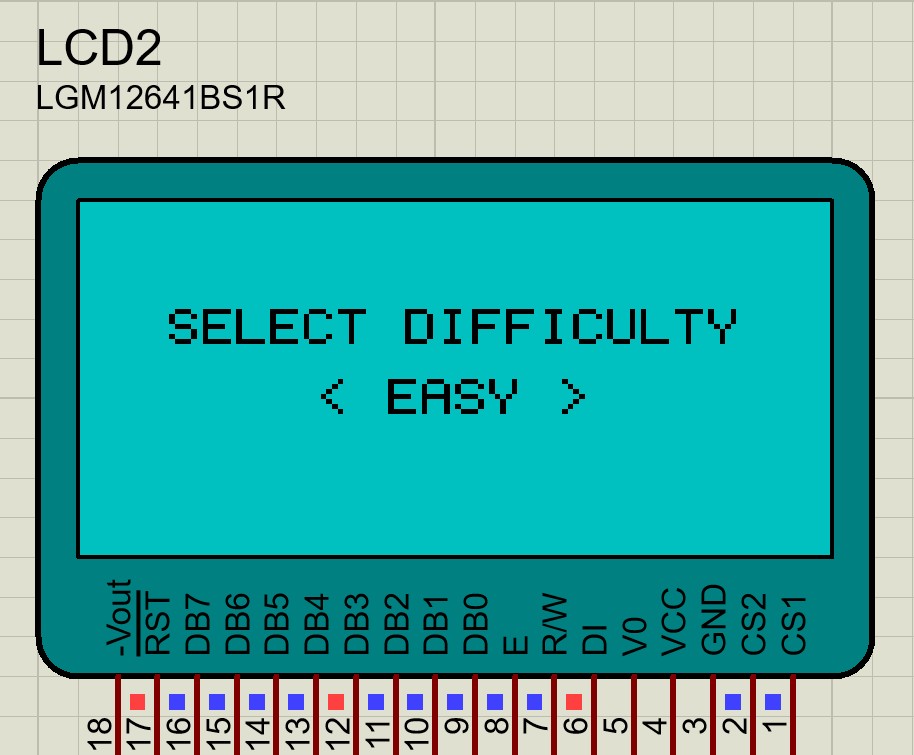 LCD2
LGM12641BS1R
SELECT DIFFICULTY
< EASY >
-Vout RST DB7 DB6 DB5 DB4 DB3 DB2 DB1 DB0 E R/W DI V0 VCC GND CS2 CS1
18 17 16 15 14 13 12 11 10 9 8 7 6 5 4 3 2 1